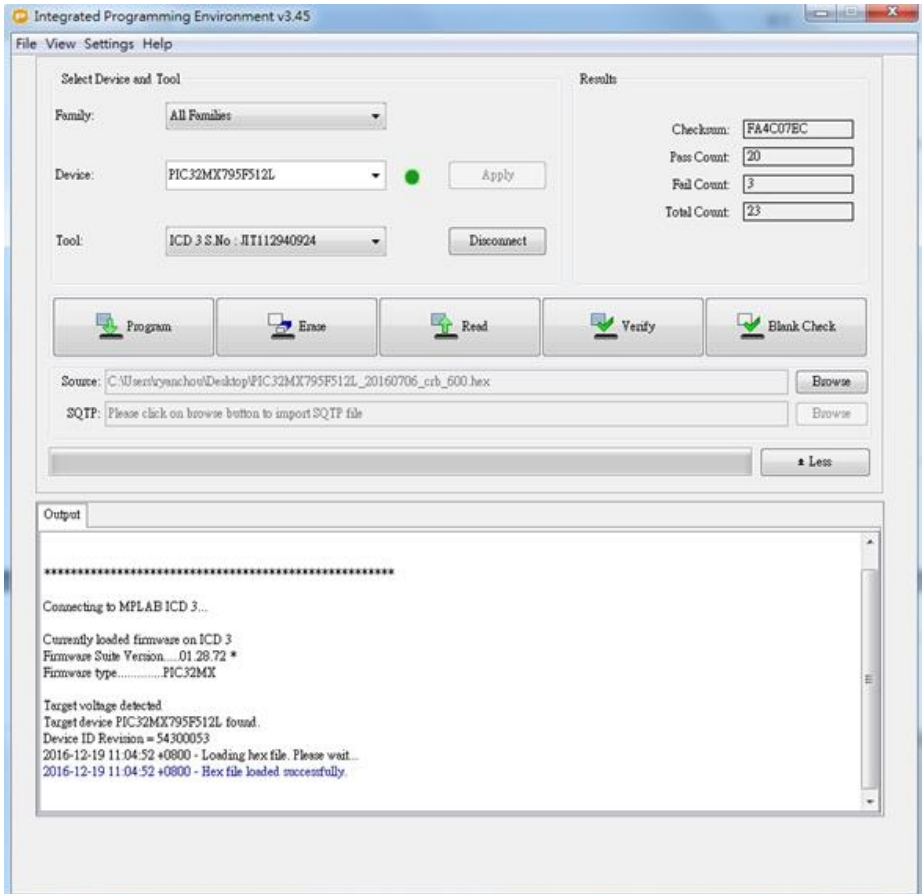 Integrated Programming Environment v3.45
File View Settings Help
Select Device and Tool
Family: All Families
Device: PIC32MX795F512L Apply
Tool: ICD 3 S.No : JIT112940924 Disconnect
Results
Checksum: FA4C07EC
Pass Count: 20
Fail Count: 3
Total Count: 23
Program Erase Read Verify Blank Check
Source: C:\Users\ryanchou\Desktop\PIC32MX795F512L_20160706_crb_600.hex Browse
SQTP: Please click on browse button to import SQTP file Browse
Less
Output
*****************************************************
Connecting to MPLAB ICD 3...
Currently loaded firmware on ICD 3
Firmware Suite Version.....01.28.72 *
Firmware type..............PIC32MX
Target voltage detected
Target device PIC32MX795F512L found.
Device ID Revision = 54300053
2016-12-19 11:04:52 +0800 - Loading hex file. Please wait...
2016-12-19 11:04:52 +0800 - Hex file loaded successfully.